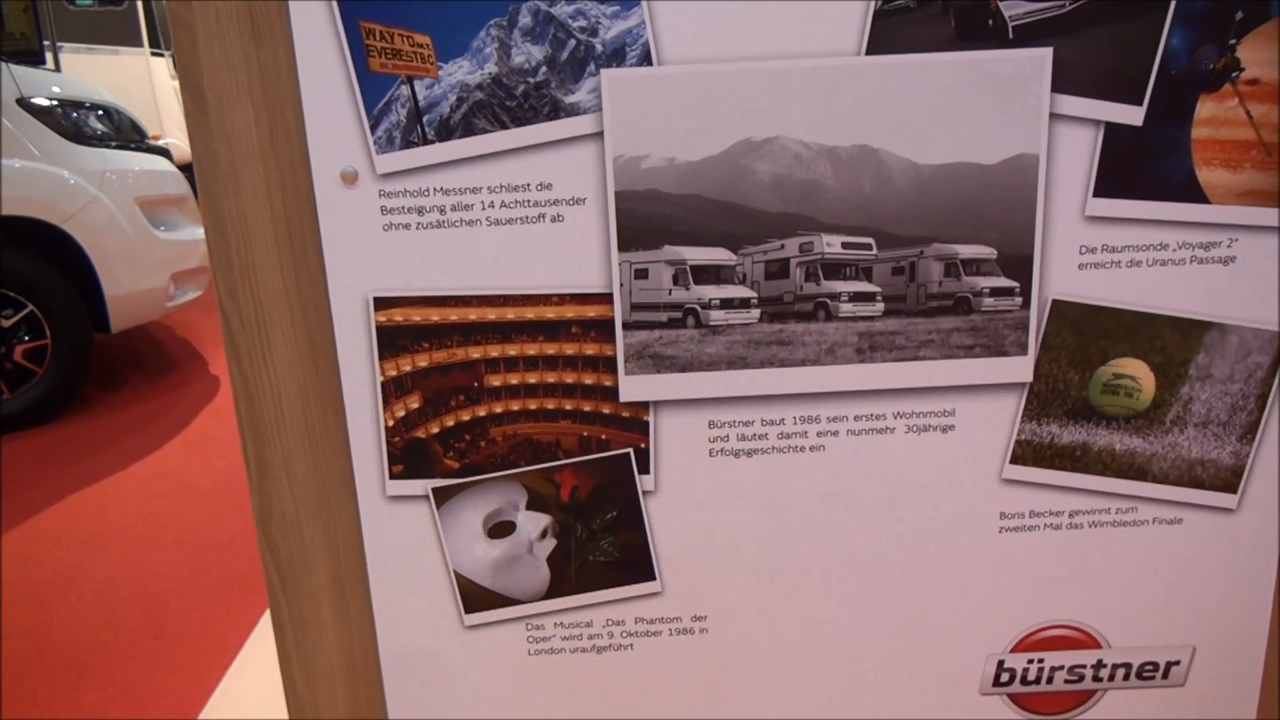 WAY TO MT.
EVEREST B.C.
Reinhold Messner schliest die
Besteigung aller 14 Achttausender
ohne zusätlichen Sauerstoff ab
Die Raumsonde „Voyager 2“
erreicht die Uranus Passage
Bürstner baut 1986 sein erstes Wohnmobil
und läutet damit eine nunmehr 30jährige
Erfolgsgeschichte ein
Boris Becker gewinnt zum
zweiten Mal das Wimbledon Finale
Das Musical „Das Phantom der
Oper“ wird am 9. Oktober 1986 in
London uraufgeführt
bürstner